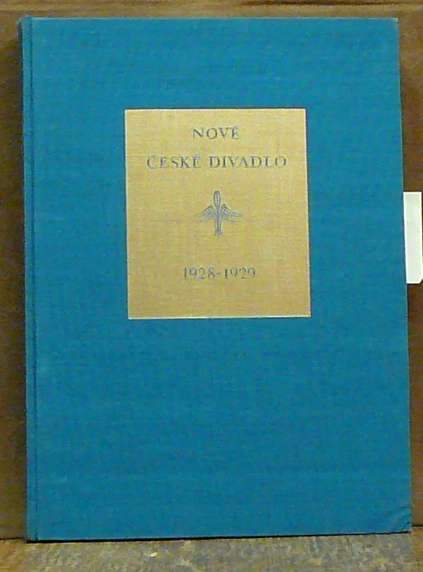 NOVÉ
ČESKÉ DIVADLO
1928-1929